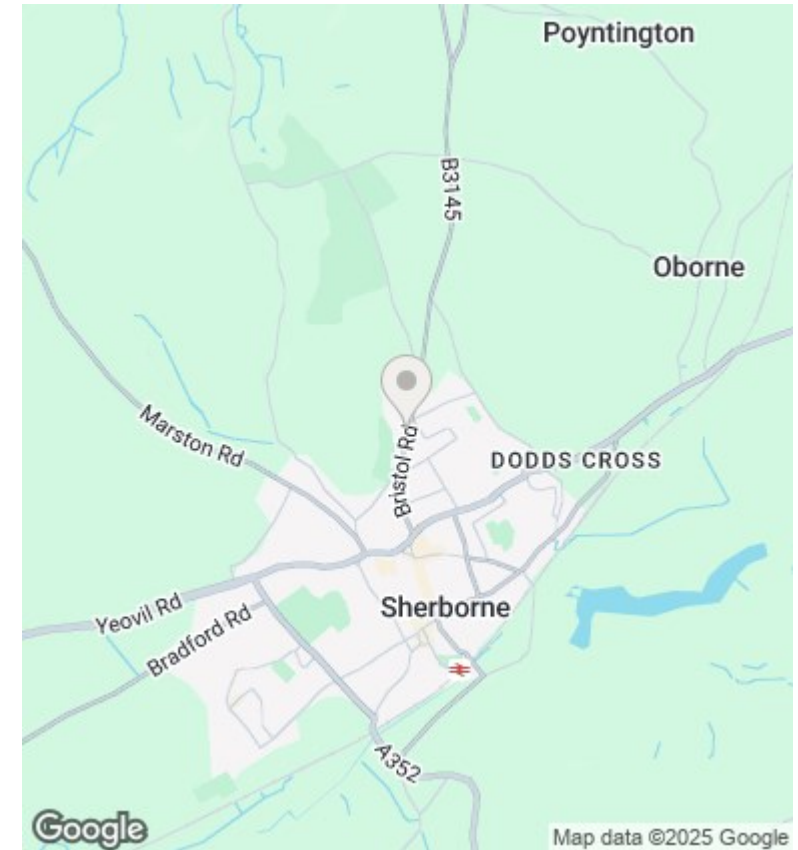 Poyntington
B3145
Oborne
Marston Rd
Bristol Rd
DODDS CROSS
Sherborne
Yeovil Rd
Bradford Rd
A352
Google
Map data ©2025 Google